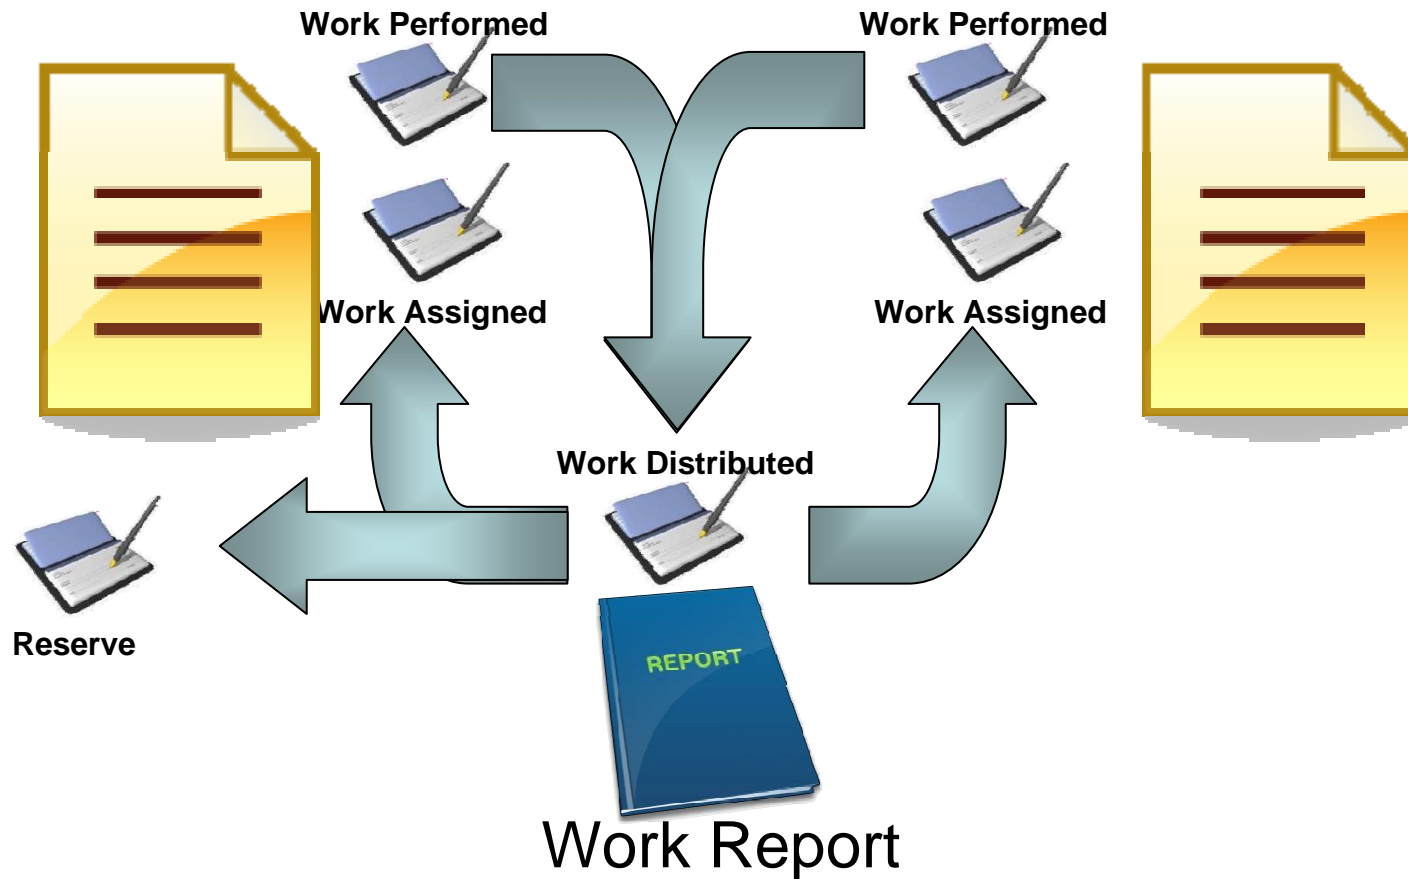 Work Performed
Work Performed
Work Assigned
Work Assigned
Work Distributed
Reserve
REPORT
Work Report